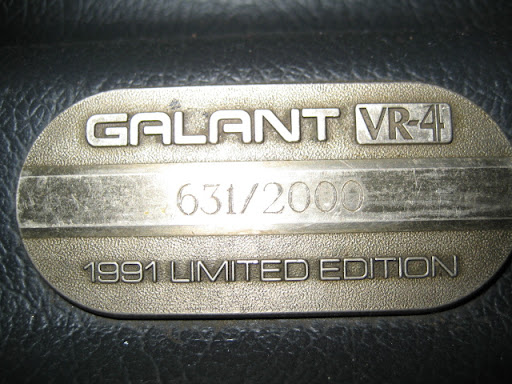 GALANT VR-4
631/2000
1991 LIMITED EDITION